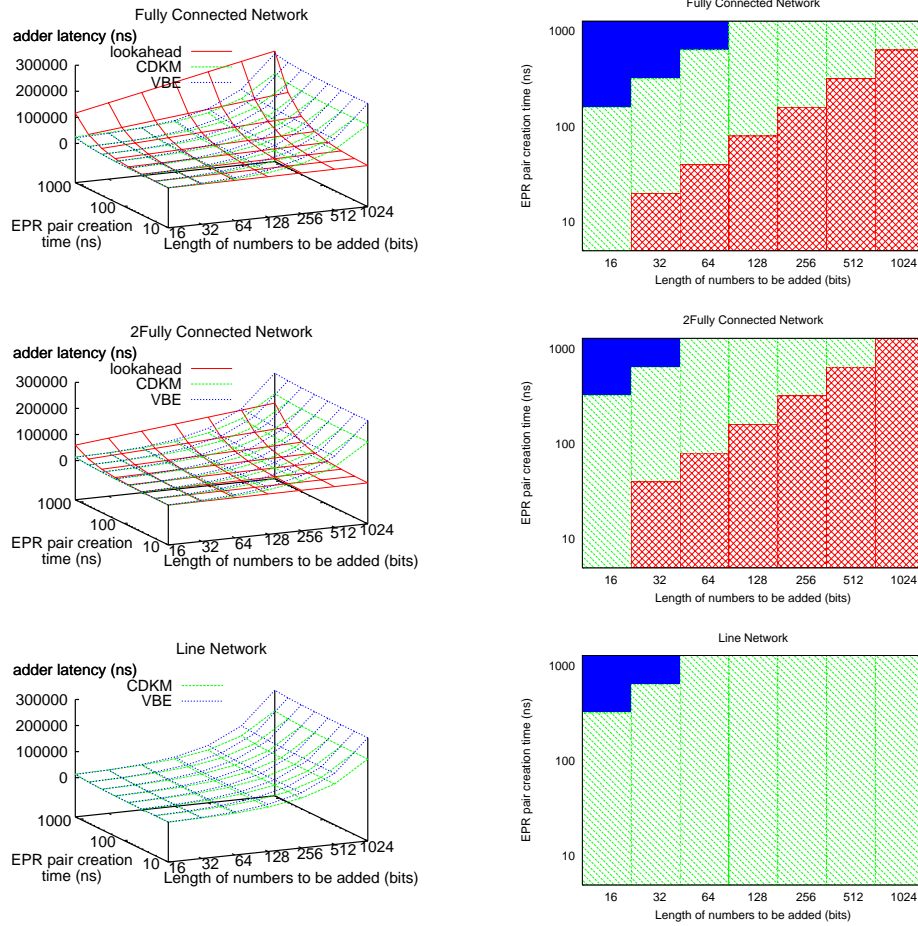 Fully Connected Network
adder latency (ns)
lookahead
CDKM
VBE
300000
200000
100000
0
1000
100
10
EPR pair creation
time (ns)
16 32 64 128 256 512 1024
Length of numbers to be added (bits)
Fully Connected Network
EPR pair creation time (ns)
1000
100
10
16 32 64 128 256 512 1024
Length of numbers to be added (bits)
2Fully Connected Network
adder latency (ns)
lookahead
CDKM
VBE
300000
200000
100000
0
1000
100
10
EPR pair creation
time (ns)
16 32 64 128 256 512 1024
Length of numbers to be added (bits)
2Fully Connected Network
EPR pair creation time (ns)
1000
100
10
16 32 64 128 256 512 1024
Length of numbers to be added (bits)
Line Network
adder latency (ns)
CDKM
VBE
300000
200000
100000
0
1000
100
10
EPR pair creation
time (ns)
16 32 64 128 256 512 1024
Length of numbers to be added (bits)
Line Network
EPR pair creation time (ns)
1000
100
10
16 32 64 128 256 512 1024
Length of numbers to be added (bits)